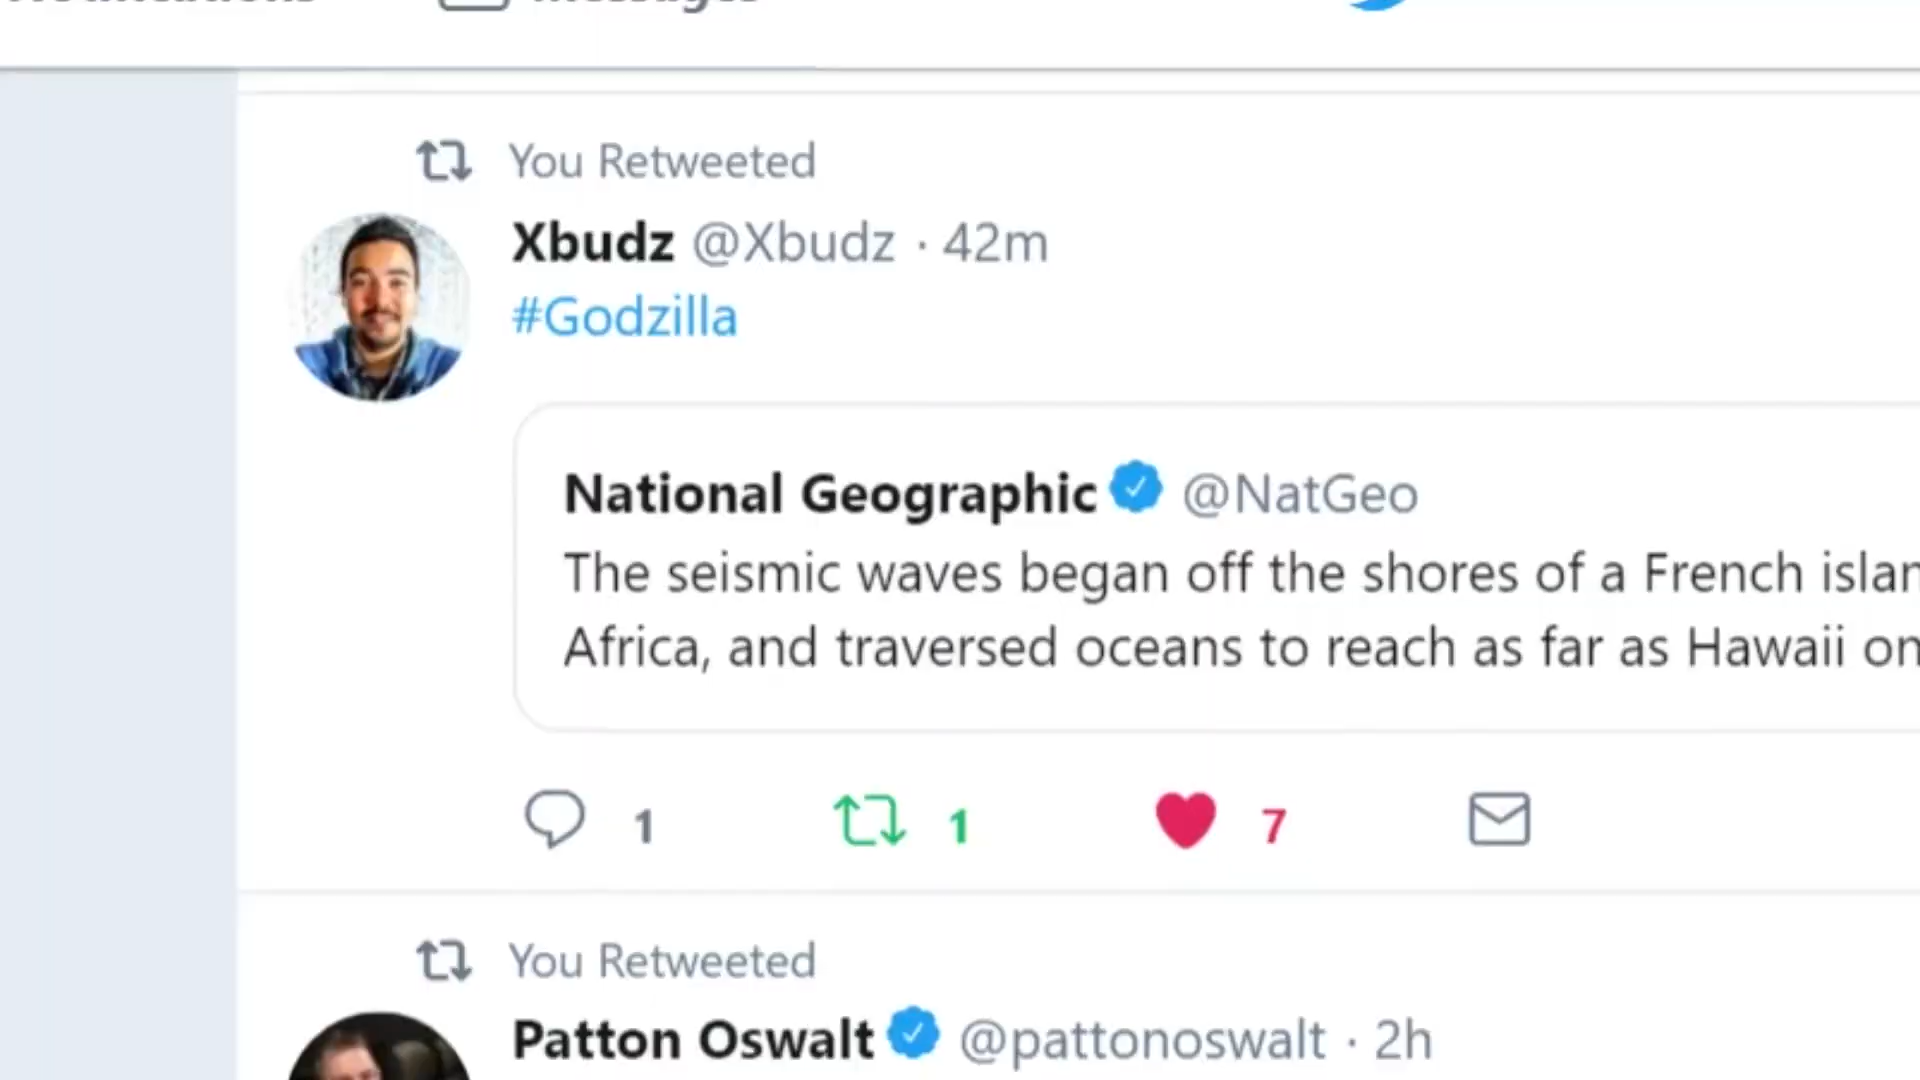 You Retweeted
Xbudz @Xbudz · 42m
#Godzilla
National Geographic @NatGeo
The seismic waves began off the shores of a French
Africa, and traversed oceans to reach as far as Hawaii on
1 1 7
You Retweeted
Patton Oswalt @pattonoswalt · 2h